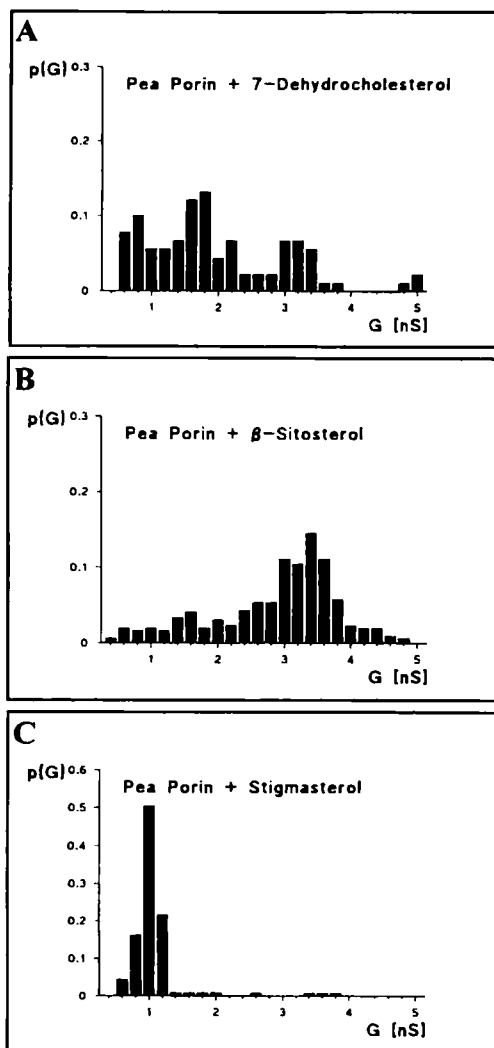 A
p(G) 0.3
Pea Porin + 7-Dehydrocholesterol
0.2
0.1
0
1 2 3 4 5
G [nS]
B
p(G) 0.3
Pea Porin + β-Sitosterol
0.2
0.1
0
1 2 3 4 5
G [nS]
C
p(G) 0.6
Pea Porin + Stigmasterol
0.5
0.4
0.3
0.2
0.1
0
1 2 3 4 5
G [nS]